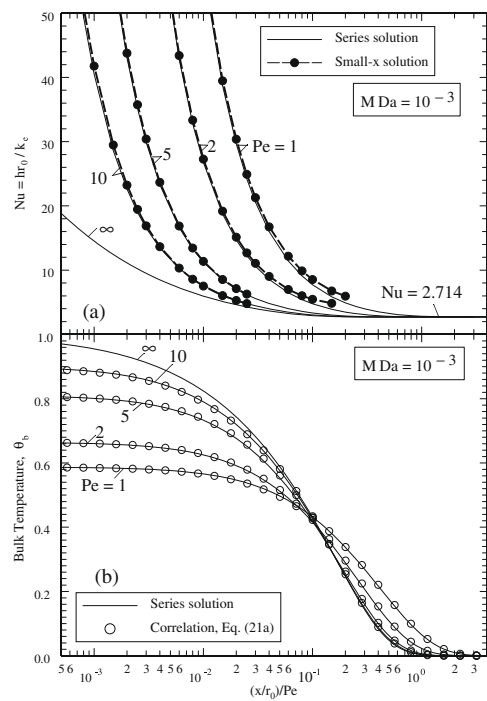 50
40
30
20
10
Nu = hr₀ / kₑ
Series solution
Small-x solution
M Da = 10⁻³
Pe = 1
2
5
10
∞
Nu = 2.714
(a)
1.0
0.8
0.6
0.4
0.2
0.0
Bulk Temperature, θ_b
∞
10
M Da = 10⁻³
5
2
Pe = 1
(b)
Series solution
Correlation, Eq. (21a)
5 6 10⁻³ 2 3 4 5 6 10⁻² 2 3 4 5 6 10⁻¹ 2 3 4 5 6 10⁰ 2 3
(x/r₀)/Pe